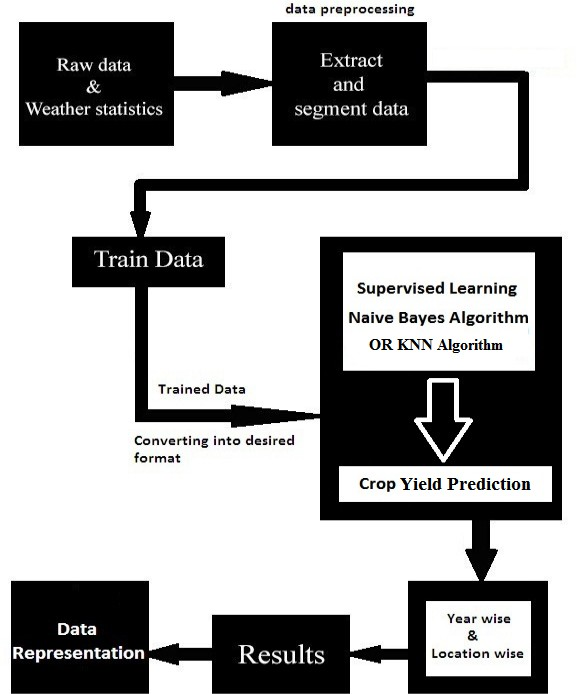 data preprocessing
Raw data
&
Weather statistics
Extract
and
segment data
Train Data
Supervised Learning
Naive Bayes Algorithm
OR KNN Algorithm
Trained Data
Converting into desired
format
Crop Yield Prediction
Year wise
&
Location wise
Results
Data
Representation